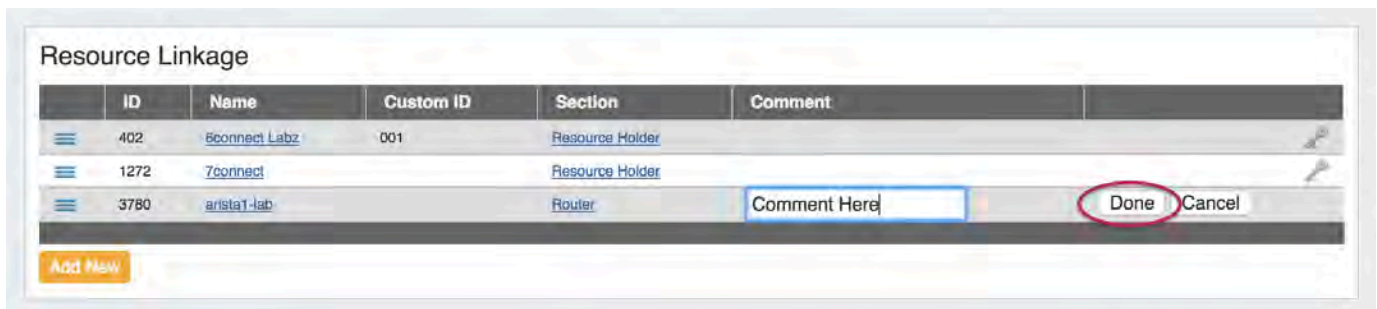 Resource Linkage
ID Name Custom ID Section Comment
402 6connect Labz 001 Resource Holder
1272 7connect Resource Holder
3780 arista1-lab Router Comment Here Done Cancel
Add New